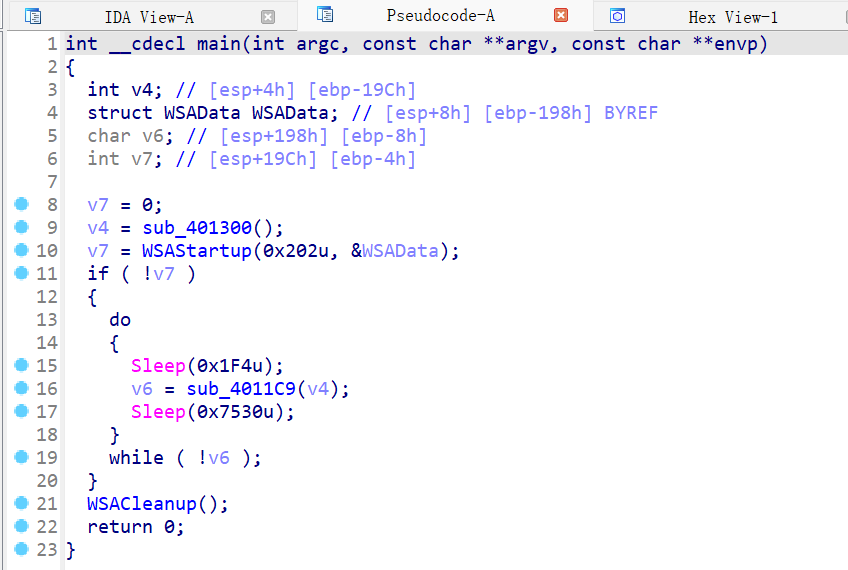 IDA View-A Pseudocode-A Hex View-1
1 int __cdecl main(int argc, const char **argv, const char **envp)
2 {
3 int v4; // [esp+4h] [ebp-19Ch]
4 struct WSAData WSAData; // [esp+8h] [ebp-198h] BYREF
5 char v6; // [esp+198h] [ebp-8h]
6 int v7; // [esp+19Ch] [ebp-4h]
7
8 v7 = 0;
9 v4 = sub_401300();
10 v7 = WSAStartup(0x202u, &WSAData);
11 if ( !v7 )
12 {
13 do
14 {
15 Sleep(0x1F4u);
16 v6 = sub_4011C9(v4);
17 Sleep(0x7530u);
18 }
19 while ( !v6 );
20 }
21 WSACleanup();
22 return 0;
23 }